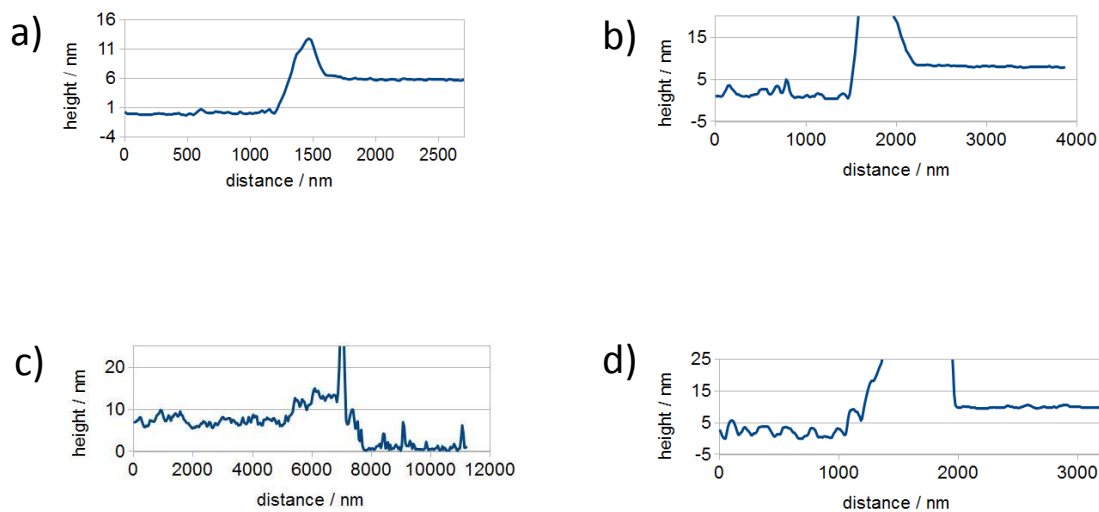 a)
height / nm
16
11
6
1
-4
0 500 1000 1500 2000 2500
distance / nm
b)
height / nm
15
5
-5
0 1000 2000 3000 4000
distance / nm
c)
height / nm
20
10
0
0 2000 4000 6000 8000 10000 12000
distance / nm
d)
height / nm
25
15
5
-5
0 1000 2000 3000
distance / nm